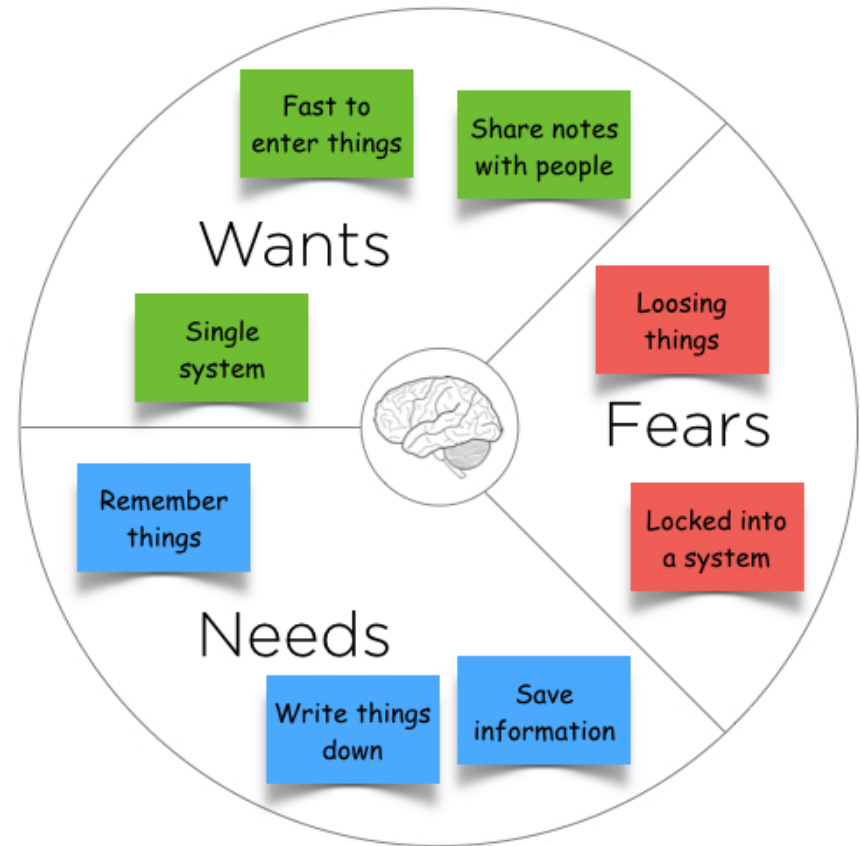 Fast to
enter things
Share notes
with people
Wants
Single
system
Loosing
things
Fears
Locked into
a system
Remember
things
Needs
Write things
down
Save
information